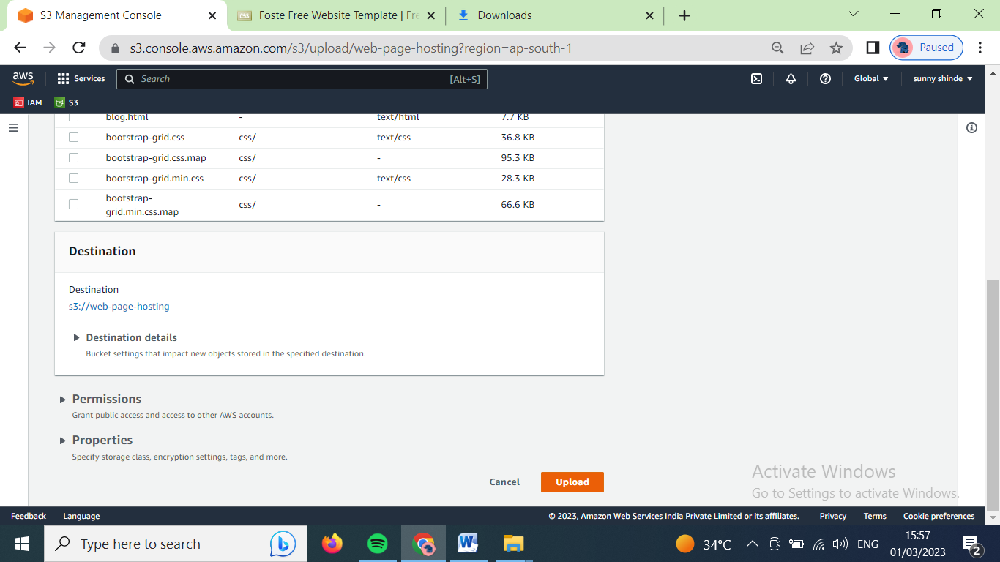 S3 Management Console
Foste Free Website Template | Fre
Downloads
s3.console.aws.amazon.com/s3/upload/web-page-hosting?region=ap-south-1
Paused
aws
Services
Search
[Alt+S]
Global
sunny shinde
IAM
S3
blog.html - text/html 7.7 KB
bootstrap-grid.css css/ text/css 36.8 KB
bootstrap-grid.css.map css/ - 95.3 KB
bootstrap-grid.min.css css/ text/css 28.3 KB
bootstrap-
grid.min.css.map css/ - 66.6 KB
Destination
Destination
s3://web-page-hosting
Destination details
Bucket settings that impact new objects stored in the specified destination.
Permissions
Grant public access and access to other AWS accounts.
Properties
Specify storage class, encryption settings, tags, and more.
Cancel
Upload
Activate Windows
Go to Settings to activate Windows.
Feedback
Language
© 2023, Amazon Web Services India Private Limited or its affiliates.
Privacy
Terms
Cookie preferences
Type here to search
34°C
ENG
15:57
01/03/2023
2